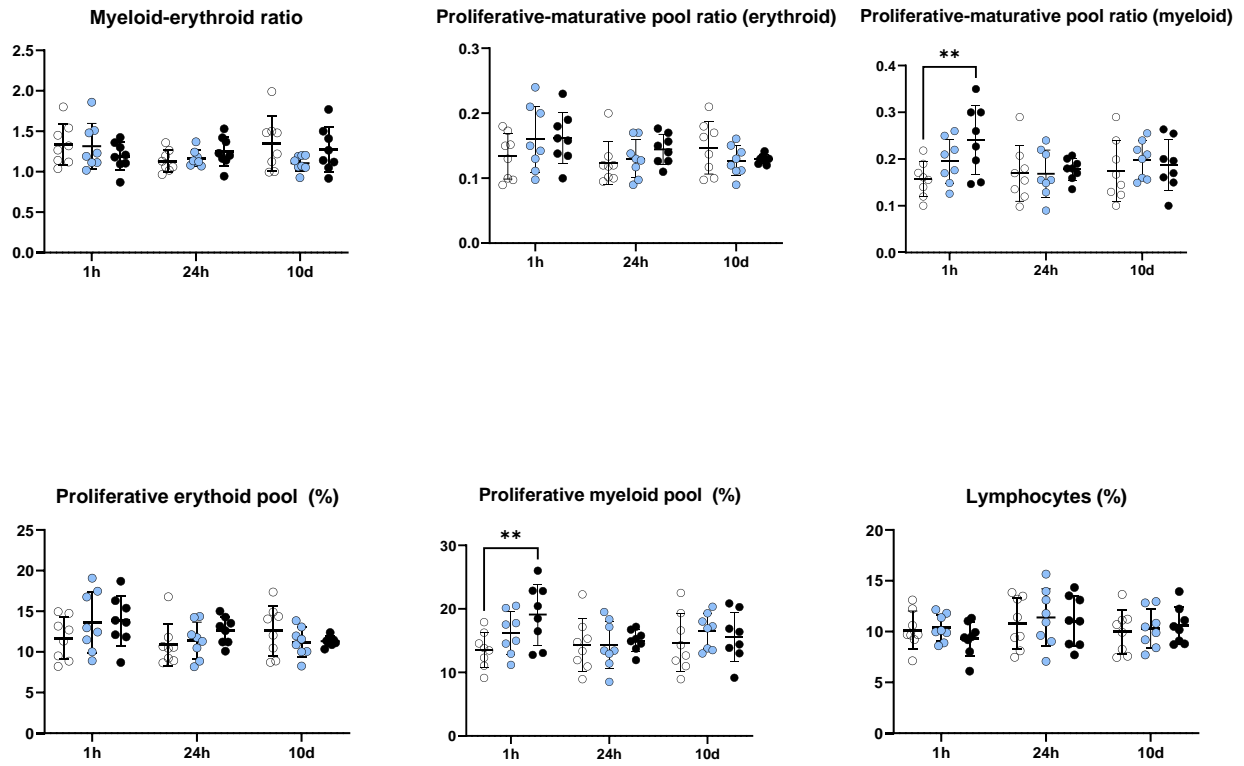 Myeloid-erythroid ratio
2.5
2.0
1.5
1.0
0.5
0.0
1h 24h 10d
Proliferative-maturative pool ratio (erythroid)
0.3
0.2
0.1
0.0
1h 24h 10d
Proliferative-maturative pool ratio (myeloid)
**
0.4
0.3
0.2
0.1
0.0
1h 24h 10d
Proliferative erythoid pool (%)
25
20
15
10
5
0
1h 24h 10d
Proliferative myeloid pool (%)
**
30
20
10
0
1h 24h 10d
Lymphocytes (%)
20
15
10
5
0
1h 24h 10d